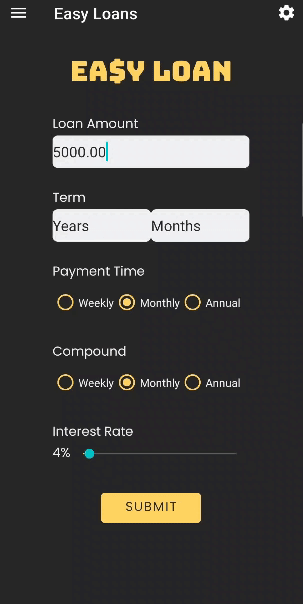 Easy Loans
EA$Y LOAN
Loan Amount
5000.00
Term
Years Months
Payment Time
Weekly Monthly Annual
Compound
Weekly Monthly Annual
Interest Rate
4%
SUBMIT